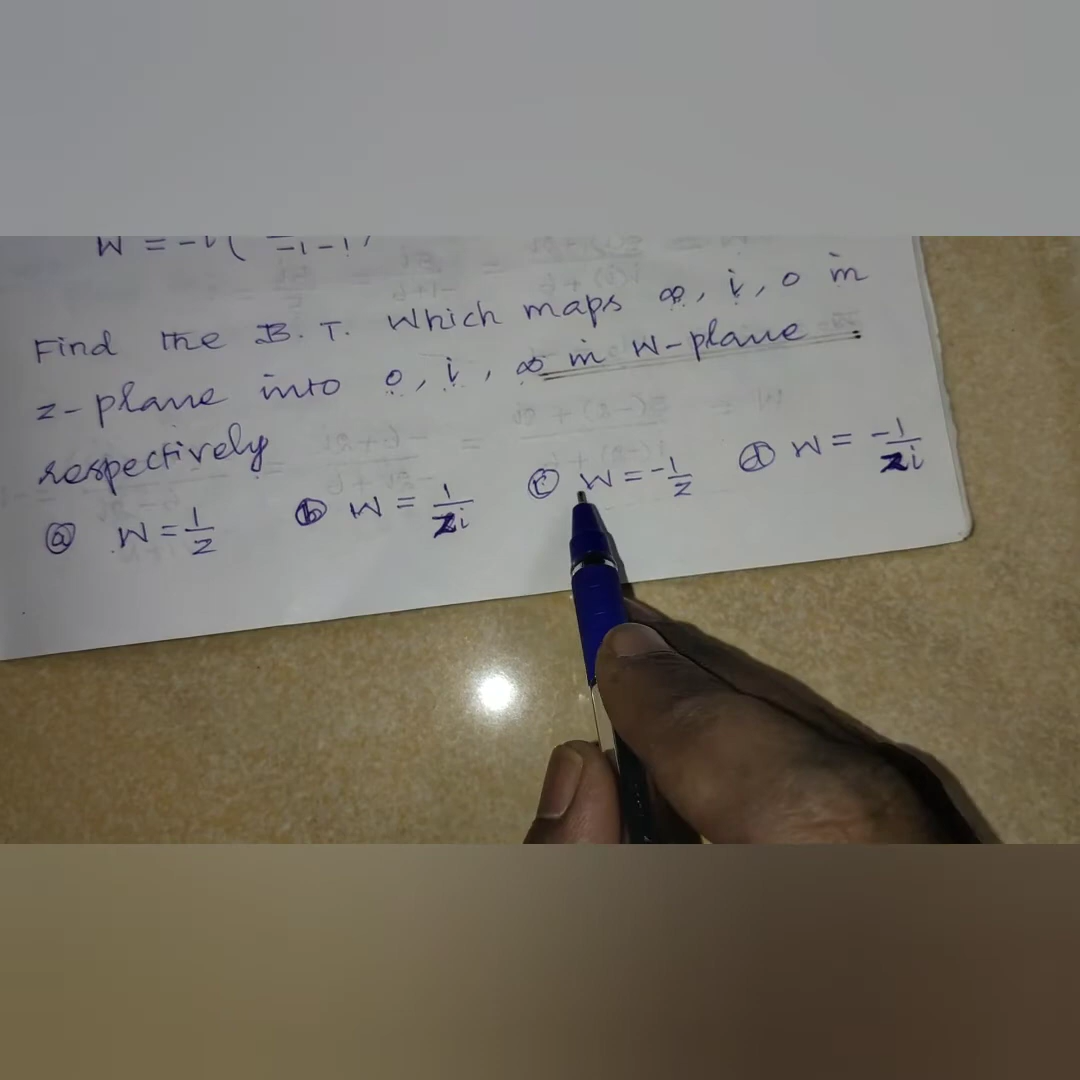 Find the B.T. Which maps ∞, i, 0 in
z-plane into 0, i, ∞ in W-plane
respectively
ⓐ W = 1/z ⓑ W = 1/zi ⓒ W = -1/z ⓓ W = -1/zi